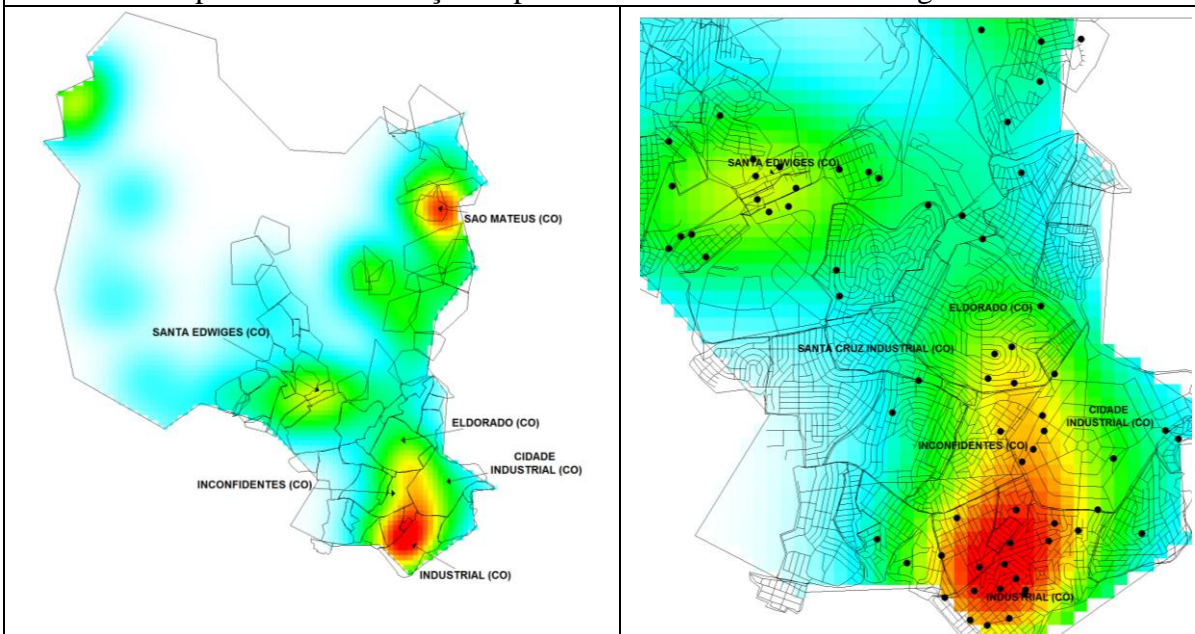 SAO MATEUS (CO)
SANTA EDWIGES (CO)
ELDORADO (CO)
CIDADE
INDUSTRIAL (CO)
INCONFIDENTES (CO)
INDUSTRIAL (CO)
SANTA EDWIGES (CO)
ELDORADO (CO)
SANTA CRUZ INDUSTRIAL (CO)
CIDADE
INDUSTRIAL (CO)
INCONFIDENTES (CO)
INDUSTRIAL (CO)